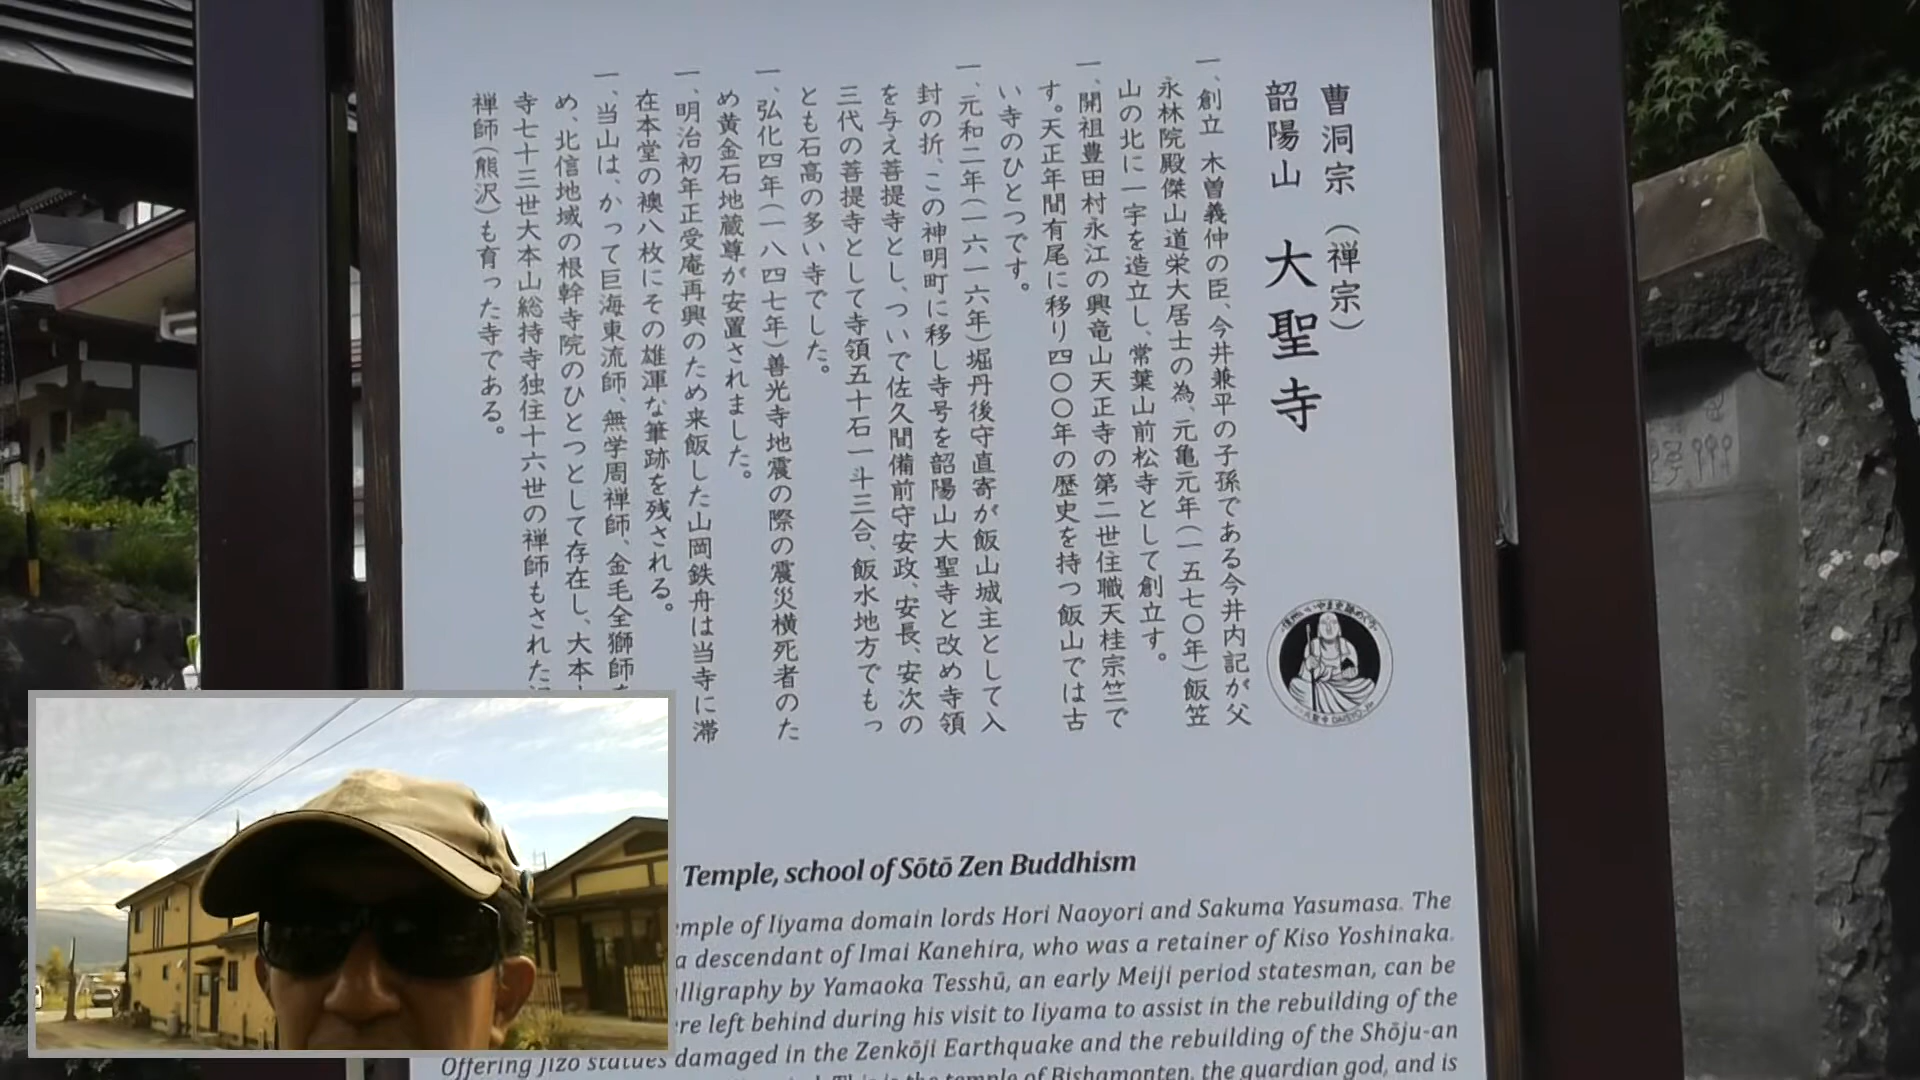 曹洞宗（禅宗）
韶陽山 大聖寺
一、創立 木曽義仲の臣、今井兼平の子孫である今井内記が父
永林院殿傑山道栄大居士の為、元亀元年（一五七〇年）飯笠
山の北に一宇を造立し、常葉山前松寺として創立す。
一、開祖豊田村永江の興竜山天正寺の第二世住職天桂宗竺で
す。天正年間有尾に移り四〇〇年の歴史を持つ飯山では古
い寺のひとつです。
一、元和二年（一六一六年）堀丹後守直寄が飯山城主として入
封の折、この神明町に移し寺号を韶陽山大聖寺と改め寺領
を与え菩提寺とし、ついで佐久間備前守安政、安長、安次の
三代の菩提寺として寺領五十石一斗三合、飯水地方でもっ
とも石高の多い寺でした。
一、弘化四年（一八四七年）善光寺地震の際の震災横死者のた
め黄金石地蔵尊が安置されました。
一、明治初年正受庵再興のため来飯した山岡鉄舟は当寺に滞
在本堂の襖八枚にその雄渾な筆跡を残される。
一、当山は、かって巨海東流師、無学周禅師、金毛全獅師
め、北信地域の根幹寺院のひとつとして存在し、大本
寺七十三世大本山総持寺独住十六世の禅師もされた
禅師（熊沢）も育った寺である。
大聖寺 DAISYO-JI
Temple, school of Sōtō Zen Buddhism
emple of Iiyama domain lords Hori Naoyori and Sakuma Yasumasa. The
a descendant of Imai Kanehira, who was a retainer of Kiso Yoshinaka.
lligraphy by Yamaoka Tesshū, an early Meiji period statesman, can be
re left behind during his visit to Iiyama to assist in the rebuilding of the
Offering Jizō statues damaged in the Zenkōji Earthquake and the rebuilding of the Shōju-an
This is the temple of Bishamonten, the guardian god, and is